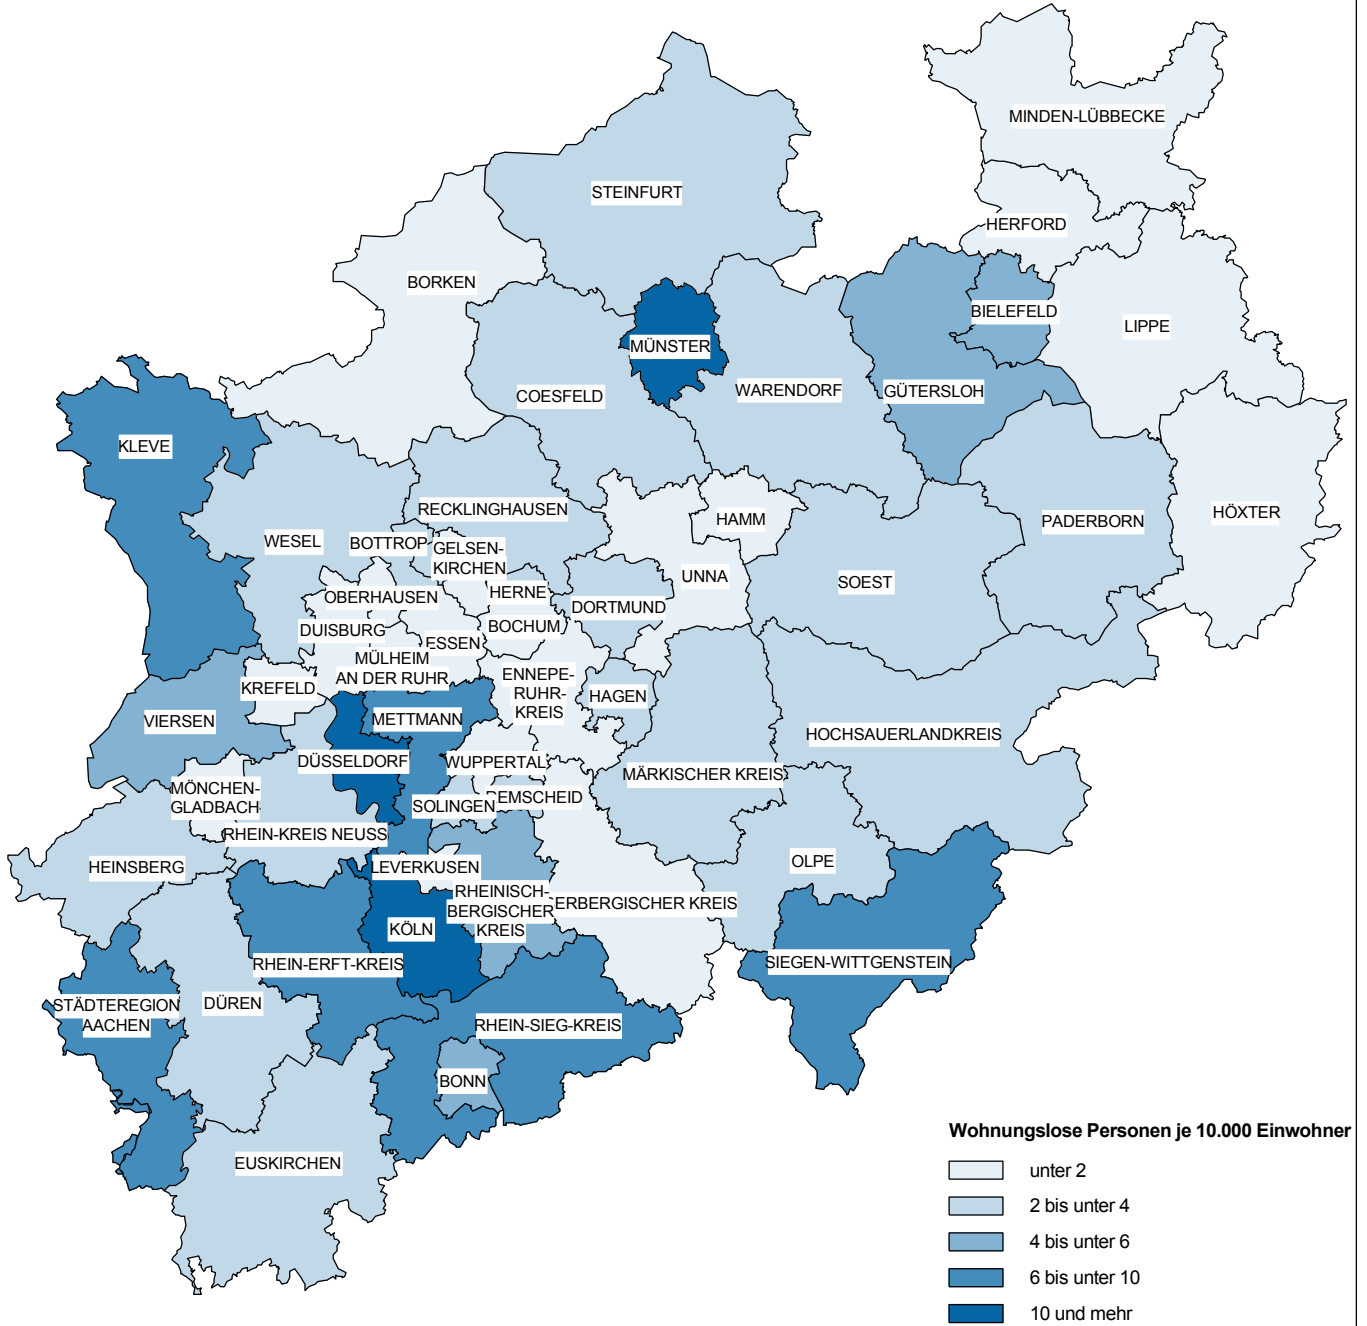 MINDEN-LÜBBECKE
STEINFURT
HERFORD
BORKEN
BIELEFELD
LIPPE
MÜNSTER
COESFELD
WARENDORF
GÜTERSLOH
KLEVE
RECKLINGHAUSEN
HAMM
HÖXTER
PADERBORN
WESEL
BOTTROP
GELSEN-
KIRCHEN
UNNA
SOEST
OBERHAUSEN
HERNE
DORTMUND
DUISBURG
ESSEN
BOCHUM
MÜLHEIM
AN DER RUHR
KREFELD
ENNEPE-
RUHR-
KREIS
HAGEN
VIERSEN
METTMANN
HOCHSAUERLANDKREIS
DÜSSELDORF
WUPPERTAL
MÄRKISCHER KREIS
MÖNCHEN-
GLADBACH
SOLINGEN
REMSCHEID
RHEIN-KREIS NEUSS
HEINSBERG
LEVERKUSEN
OLPE
RHEINISCH-
BERGISCHER
KREIS
ERBERGISCHER KREIS
KÖLN
RHEIN-ERFT-KREIS
SIEGEN-WITTGENSTEIN
STÄDTEREGION
AACHEN
DÜREN
RHEIN-SIEG-KREIS
BONN
EUSKIRCHEN
Wohnungslose Personen je 10.000 Einwohner
unter 2
2 bis unter 4
4 bis unter 6
6 bis unter 10
10 und mehr